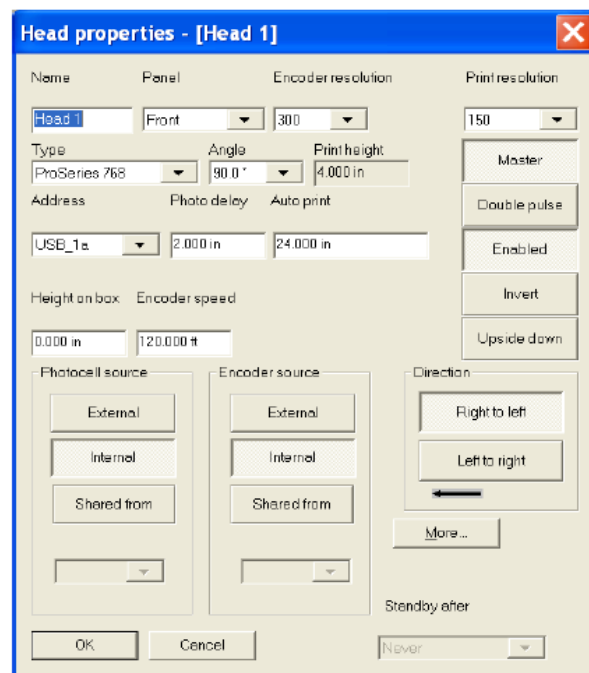 Head properties - [Head 1]
Name Panel Encoder resolution Print resolution
Head 1 Front 300 150
Type Angle Print height
ProSeries 768 90.0 ° 4.000 in
Master
Address Photo delay Auto print
Double pulse
USB_1a 2.000 in 24.000 in
Enabled
Height on box Encoder speed
Invert
0.000 in 120.000 ft
Upside down
Photocell source Encoder source Direction
External External Right to left
Internal Internal Left to right
Shared from Shared from
More...
Standby after
OK Cancel Never